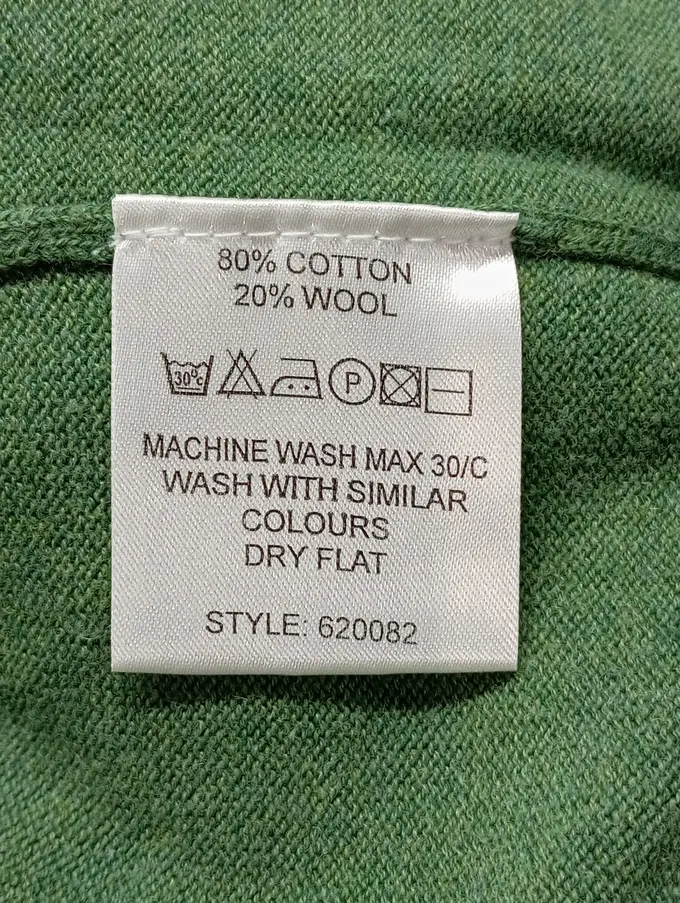 80% COTTON
20% WOOL
30°c P
MACHINE WASH MAX 30/C
WASH WITH SIMILAR
COLOURS
DRY FLAT
STYLE: 620082